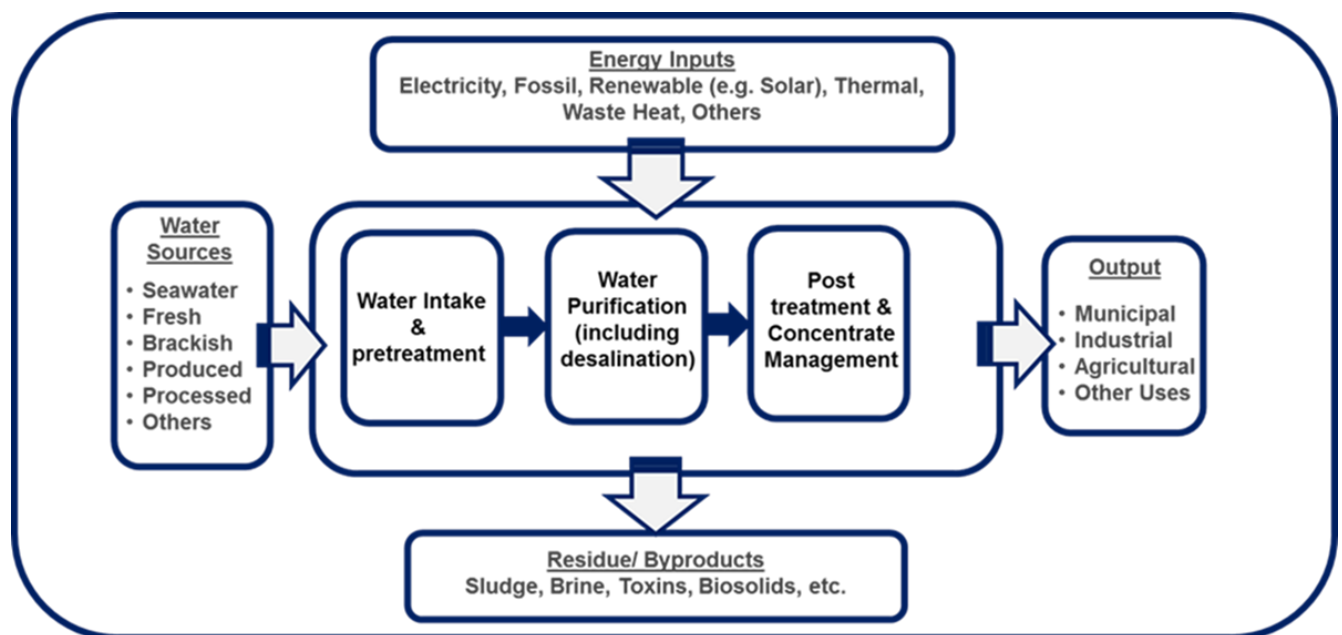 Energy Inputs
Electricity, Fossil, Renewable (e.g. Solar), Thermal,
Waste Heat, Others
Water
Sources
• Seawater
• Fresh
• Brackish
• Produced
• Processed
• Others
Water Intake
&
pretreatment
Water
Purification
(including
desalination)
Post
treatment &
Concentrate
Management
Output
• Municipal
• Industrial
• Agricultural
• Other Uses
Residue/ Byproducts
Sludge, Brine, Toxins, Biosolids, etc.